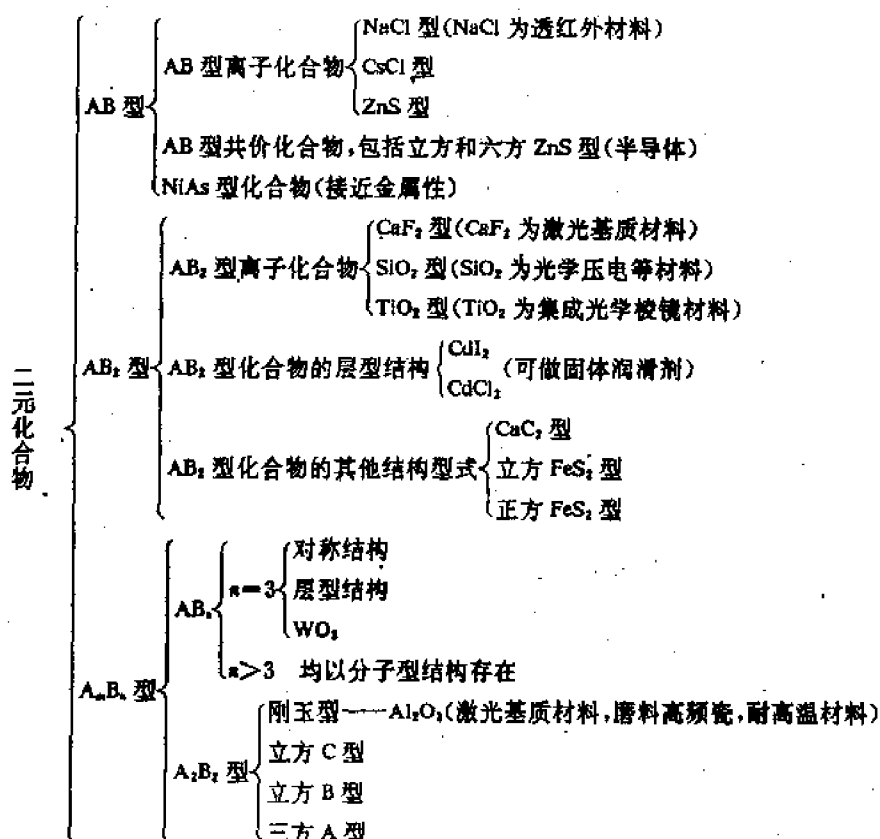 NaCl 型(NaCl 为透红外材料)
AB 型离子化合物
CsCl 型
ZnS 型
AB 型
AB 型共价化合物,包括立方和六方 ZnS 型(半导体)
NiAs 型化合物(接近金属性)
CaF₂ 型(CaF₂ 为激光基质材料)
AB₂ 型离子化合物
SiO₂ 型(SiO₂ 为光学压电等材料)
TiO₂ 型(TiO₂ 为集成光学棱镜材料)
二元化合物
AB₂ 型
AB₂ 型化合物的层型结构
CdI₂
CdCl₂
(可做固体润滑剂)
CaC₂ 型
AB₂ 型化合物的其他结构型式
立方 FeS₂ 型
正方 FeS₂ 型
对称结构
ABₙ
n=3
层型结构
WO₃
n>3 均以分子型结构存在
AₘBₙ 型
刚玉型——Al₂O₃(激光基质材料,磨料高频瓷,耐高温材料)
A₂B₂ 型
立方 C 型
立方 B 型
三方 A 型